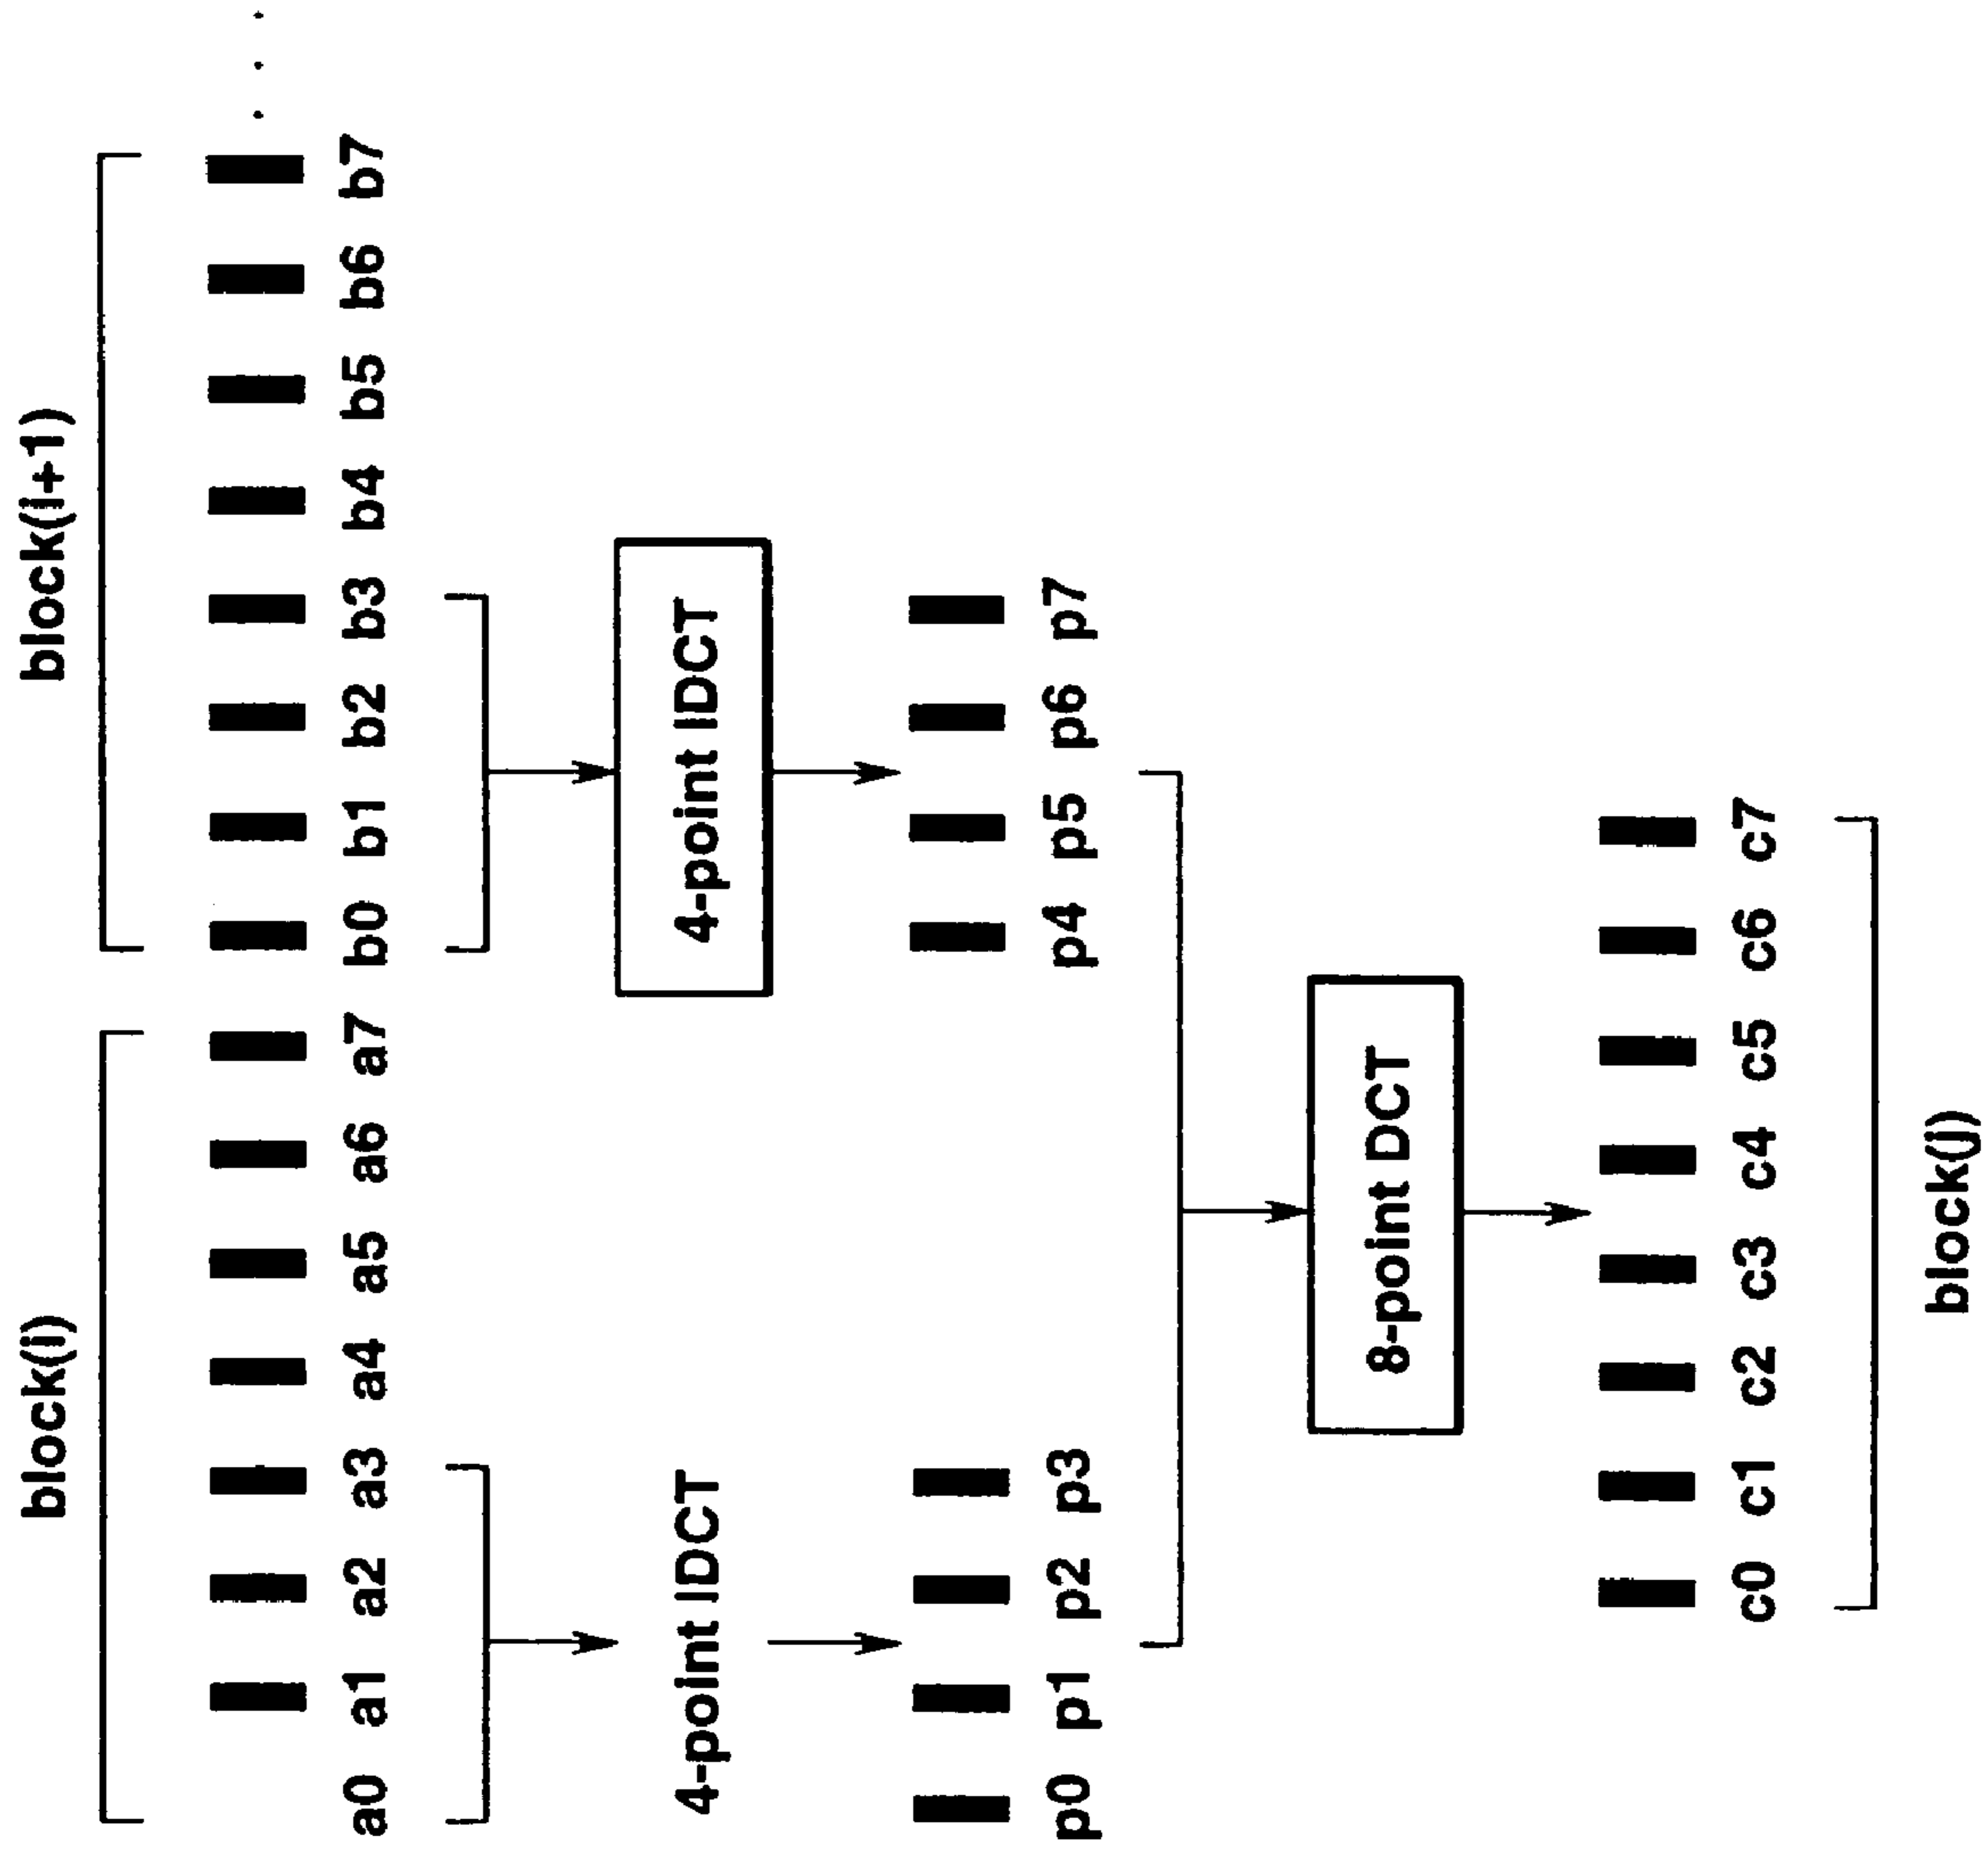 block(i) block(i+1)
a0 a1 a2 a3 a4 a5 a6 a7 b0 b1 b2 b3 b4 b5 b6 b7
4-point IDCT 4-point IDCT
p0 p1 p2 p3 p4 p5 p6 p7
8-point DCT
c0 c1 c2 c3 c4 c5 c6 c7
block(j)